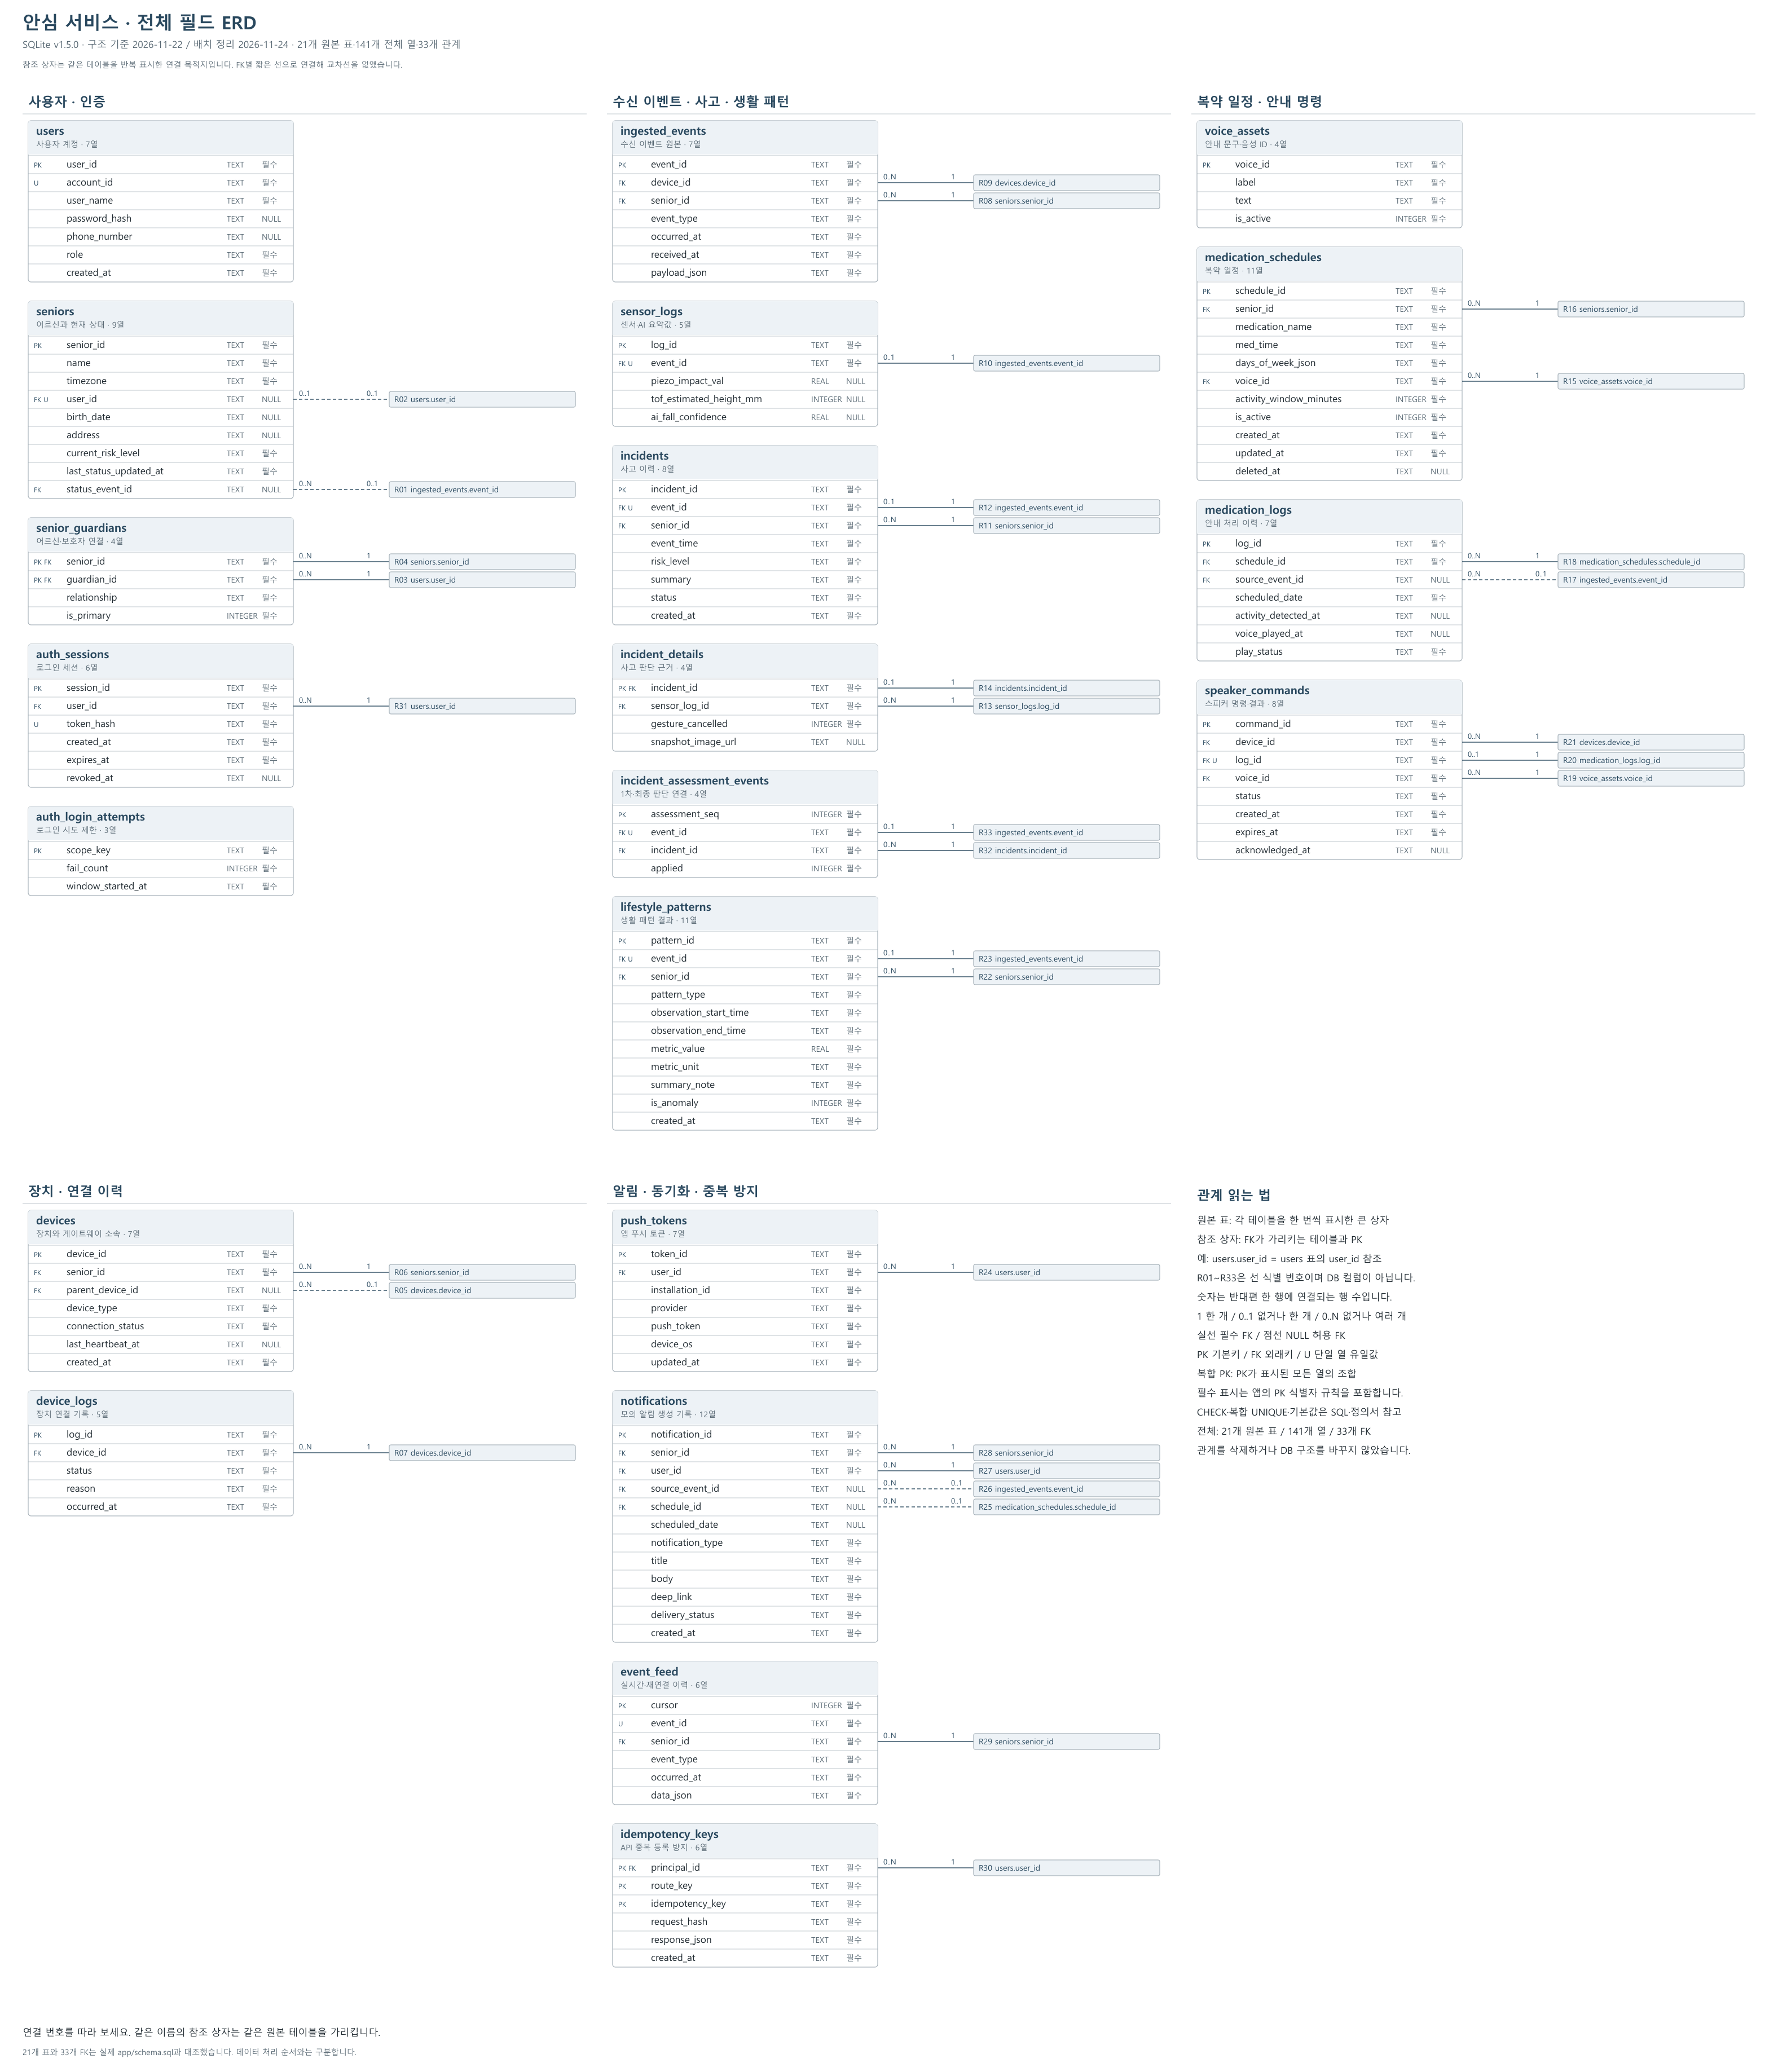 안심 서비스 · 전체 필드 ERD
SQLite v1.5.0 · 구조 기준 2026-11-22 / 배치 정리 2026-11-24 · 21개 원본 표·141개 전체 열·33개 관계
참조 상자는 같은 테이블을 반복 표시한 연결 목적지입니다. FK별 짧은 선으로 연결해 교차선을 없앴습니다.
사용자 · 인증
users
사용자 계정 · 7열
PK user_id TEXT 필수
U account_id TEXT 필수
user_name TEXT 필수
password_hash TEXT NULL
phone_number TEXT NULL
role TEXT 필수
created_at TEXT 필수
seniors
어르신과 현재 상태 · 9열
PK senior_id TEXT 필수
name TEXT 필수
timezone TEXT 필수
FK U user_id TEXT NULL 0..1 0..1 R02 users.user_id
birth_date TEXT NULL
address TEXT NULL
current_risk_level TEXT 필수
last_status_updated_at TEXT 필수
FK status_event_id TEXT NULL 0..N 0..1 R01 ingested_events.event_id
senior_guardians
어르신·보호자 연결 · 4열
PK FK senior_id TEXT 필수 0..N 1 R04 seniors.senior_id
PK FK guardian_id TEXT 필수 0..N 1 R03 users.user_id
relationship TEXT 필수
is_primary INTEGER 필수
auth_sessions
로그인 세션 · 6열
PK session_id TEXT 필수
FK user_id TEXT 필수 0..N 1 R31 users.user_id
U token_hash TEXT 필수
created_at TEXT 필수
expires_at TEXT 필수
revoked_at TEXT NULL
auth_login_attempts
로그인 시도 제한 · 3열
PK scope_key TEXT 필수
fail_count INTEGER 필수
window_started_at TEXT 필수
수신 이벤트 · 사고 · 생활 패턴
ingested_events
수신 이벤트 원본 · 7열
PK event_id TEXT 필수
FK device_id TEXT 필수 0..N 1 R09 devices.device_id
FK senior_id TEXT 필수 0..N 1 R08 seniors.senior_id
event_type TEXT 필수
occurred_at TEXT 필수
received_at TEXT 필수
payload_json TEXT 필수
sensor_logs
센서·AI 요약값 · 5열
PK log_id TEXT 필수
FK U event_id TEXT 필수 0..1 1 R10 ingested_events.event_id
piezo_impact_val REAL NULL
tof_estimated_height_mm INTEGER NULL
ai_fall_confidence REAL NULL
incidents
사고 이력 · 8열
PK incident_id TEXT 필수
FK U event_id TEXT 필수 0..1 1 R12 ingested_events.event_id
FK senior_id TEXT 필수 0..N 1 R11 seniors.senior_id
event_time TEXT 필수
risk_level TEXT 필수
summary TEXT 필수
status TEXT 필수
created_at TEXT 필수
incident_details
사고 판단 근거 · 4열
PK FK incident_id TEXT 필수 0..1 1 R14 incidents.incident_id
FK sensor_log_id TEXT 필수 0..N 1 R13 sensor_logs.log_id
gesture_cancelled INTEGER 필수
snapshot_image_url TEXT NULL
incident_assessment_events
1차·최종 판단 연결 · 4열
PK assessment_seq INTEGER 필수
FK U event_id TEXT 필수 0..1 1 R33 ingested_events.event_id
FK incident_id TEXT 필수 0..N 1 R32 incidents.incident_id
applied INTEGER 필수
lifestyle_patterns
생활 패턴 결과 · 11열
PK pattern_id TEXT 필수
FK U event_id TEXT 필수 0..1 1 R23 ingested_events.event_id
FK senior_id TEXT 필수 0..N 1 R22 seniors.senior_id
pattern_type TEXT 필수
observation_start_time TEXT 필수
observation_end_time TEXT 필수
metric_value REAL 필수
metric_unit TEXT 필수
summary_note TEXT 필수
is_anomaly INTEGER 필수
created_at TEXT 필수
복약 일정 · 안내 명령
voice_assets
안내 문구·음성 ID · 4열
PK voice_id TEXT 필수
label TEXT 필수
text TEXT 필수
is_active INTEGER 필수
medication_schedules
복약 일정 · 11열
PK schedule_id TEXT 필수
FK senior_id TEXT 필수 0..N 1 R16 seniors.senior_id
medication_name TEXT 필수
med_time TEXT 필수
days_of_week_json TEXT 필수
FK voice_id TEXT 필수 0..N 1 R15 voice_assets.voice_id
activity_window_minutes INTEGER 필수
is_active INTEGER 필수
created_at TEXT 필수
updated_at TEXT 필수
deleted_at TEXT NULL
medication_logs
안내 처리 이력 · 7열
PK log_id TEXT 필수
FK schedule_id TEXT 필수 0..N 1 R18 medication_schedules.schedule_id
FK source_event_id TEXT NULL 0..N 0..1 R17 ingested_events.event_id
scheduled_date TEXT 필수
activity_detected_at TEXT NULL
voice_played_at TEXT NULL
play_status TEXT 필수
speaker_commands
스피커 명령·결과 · 8열
PK command_id TEXT 필수
FK device_id TEXT 필수 0..N 1 R21 devices.device_id
FK U log_id TEXT 필수 0..1 1 R20 medication_logs.log_id
FK voice_id TEXT 필수 0..N 1 R19 voice_assets.voice_id
status TEXT 필수
created_at TEXT 필수
expires_at TEXT 필수
acknowledged_at TEXT NULL
장치 · 연결 이력
devices
장치와 게이트웨이 소속 · 7열
PK device_id TEXT 필수
FK senior_id TEXT 필수 0..N 1 R06 seniors.senior_id
FK parent_device_id TEXT NULL 0..N 0..1 R05 devices.device_id
device_type TEXT 필수
connection_status TEXT 필수
last_heartbeat_at TEXT NULL
created_at TEXT 필수
device_logs
장치 연결 기록 · 5열
PK log_id TEXT 필수
FK device_id TEXT 필수 0..N 1 R07 devices.device_id
status TEXT 필수
reason TEXT 필수
occurred_at TEXT 필수
알림 · 동기화 · 중복 방지
push_tokens
앱 푸시 토큰 · 7열
PK token_id TEXT 필수
FK user_id TEXT 필수 0..N 1 R24 users.user_id
installation_id TEXT 필수
provider TEXT 필수
push_token TEXT 필수
device_os TEXT 필수
updated_at TEXT 필수
notifications
모의 알림 생성 기록 · 12열
PK notification_id TEXT 필수
FK senior_id TEXT 필수 0..N 1 R28 seniors.senior_id
FK user_id TEXT 필수 0..N 1 R27 users.user_id
FK source_event_id TEXT NULL 0..N 0..1 R26 ingested_events.event_id
FK schedule_id TEXT NULL 0..N 0..1 R25 medication_schedules.schedule_id
scheduled_date TEXT NULL
notification_type TEXT 필수
title TEXT 필수
body TEXT 필수
deep_link TEXT 필수
delivery_status TEXT 필수
created_at TEXT 필수
event_feed
실시간·재연결 이력 · 6열
PK cursor INTEGER 필수
U event_id TEXT 필수
FK senior_id TEXT 필수 0..N 1 R29 seniors.senior_id
event_type TEXT 필수
occurred_at TEXT 필수
data_json TEXT 필수
idempotency_keys
API 중복 등록 방지 · 6열
PK FK principal_id TEXT 필수 0..N 1 R30 users.user_id
PK route_key TEXT 필수
PK idempotency_key TEXT 필수
request_hash TEXT 필수
response_json TEXT 필수
created_at TEXT 필수
관계 읽는 법
원본 표: 각 테이블을 한 번씩 표시한 큰 상자
참조 상자: FK가 가리키는 테이블과 PK
예: users.user_id = users 표의 user_id 참조
R01~R33은 선 식별 번호이며 DB 컬럼이 아닙니다.
숫자는 반대편 한 행에 연결되는 행 수입니다.
1 한 개 / 0..1 없거나 한 개 / 0..N 없거나 여러 개
실선 필수 FK / 점선 NULL 허용 FK
PK 기본키 / FK 외래키 / U 단일 열 유일값
복합 PK: PK가 표시된 모든 열의 조합
필수 표시는 앱의 PK 식별자 규칙을 포함합니다.
CHECK·복합 UNIQUE·기본값은 SQL·정의서 참고
전체: 21개 원본 표 / 141개 열 / 33개 FK
관계를 삭제하거나 DB 구조를 바꾸지 않았습니다.
연결 번호를 따라 보세요. 같은 이름의 참조 상자는 같은 원본 테이블을 가리킵니다.
21개 표와 33개 FK는 실제 app/schema.sql과 대조했습니다. 데이터 처리 순서와는 구분합니다.